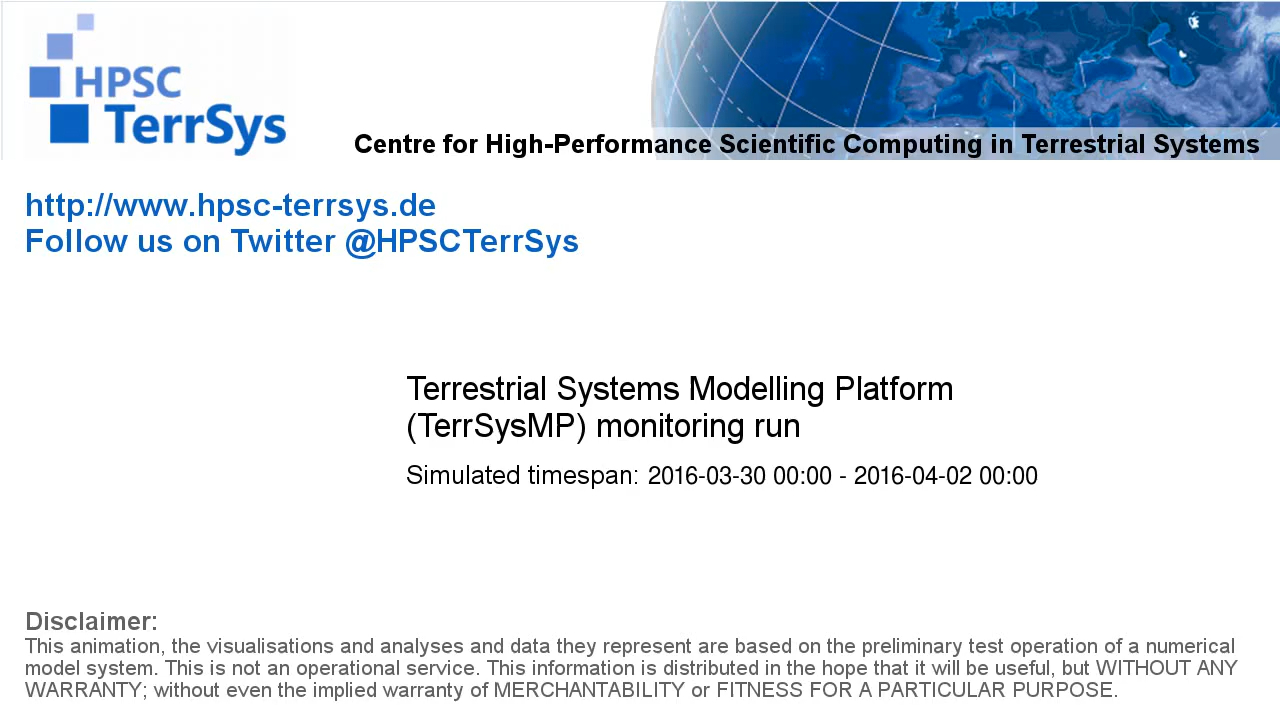 HPSC
TerrSys
Centre for High-Performance Scientific Computing in Terrestrial Systems
http://www.hpsc-terrsys.de
Follow us on Twitter @HPSCTerrSys
Terrestrial Systems Modelling Platform
(TerrSysMP) monitoring run
Simulated timespan: 2016-03-30 00:00 - 2016-04-02 00:00
Disclaimer:
This animation, the visualisations and analyses and data they represent are based on the preliminary test operation of a numerical
model system. This is not an operational service. This information is distributed in the hope that it will be useful, but WITHOUT ANY
WARRANTY; without even the implied warranty of MERCHANTABILITY or FITNESS FOR A PARTICULAR PURPOSE.